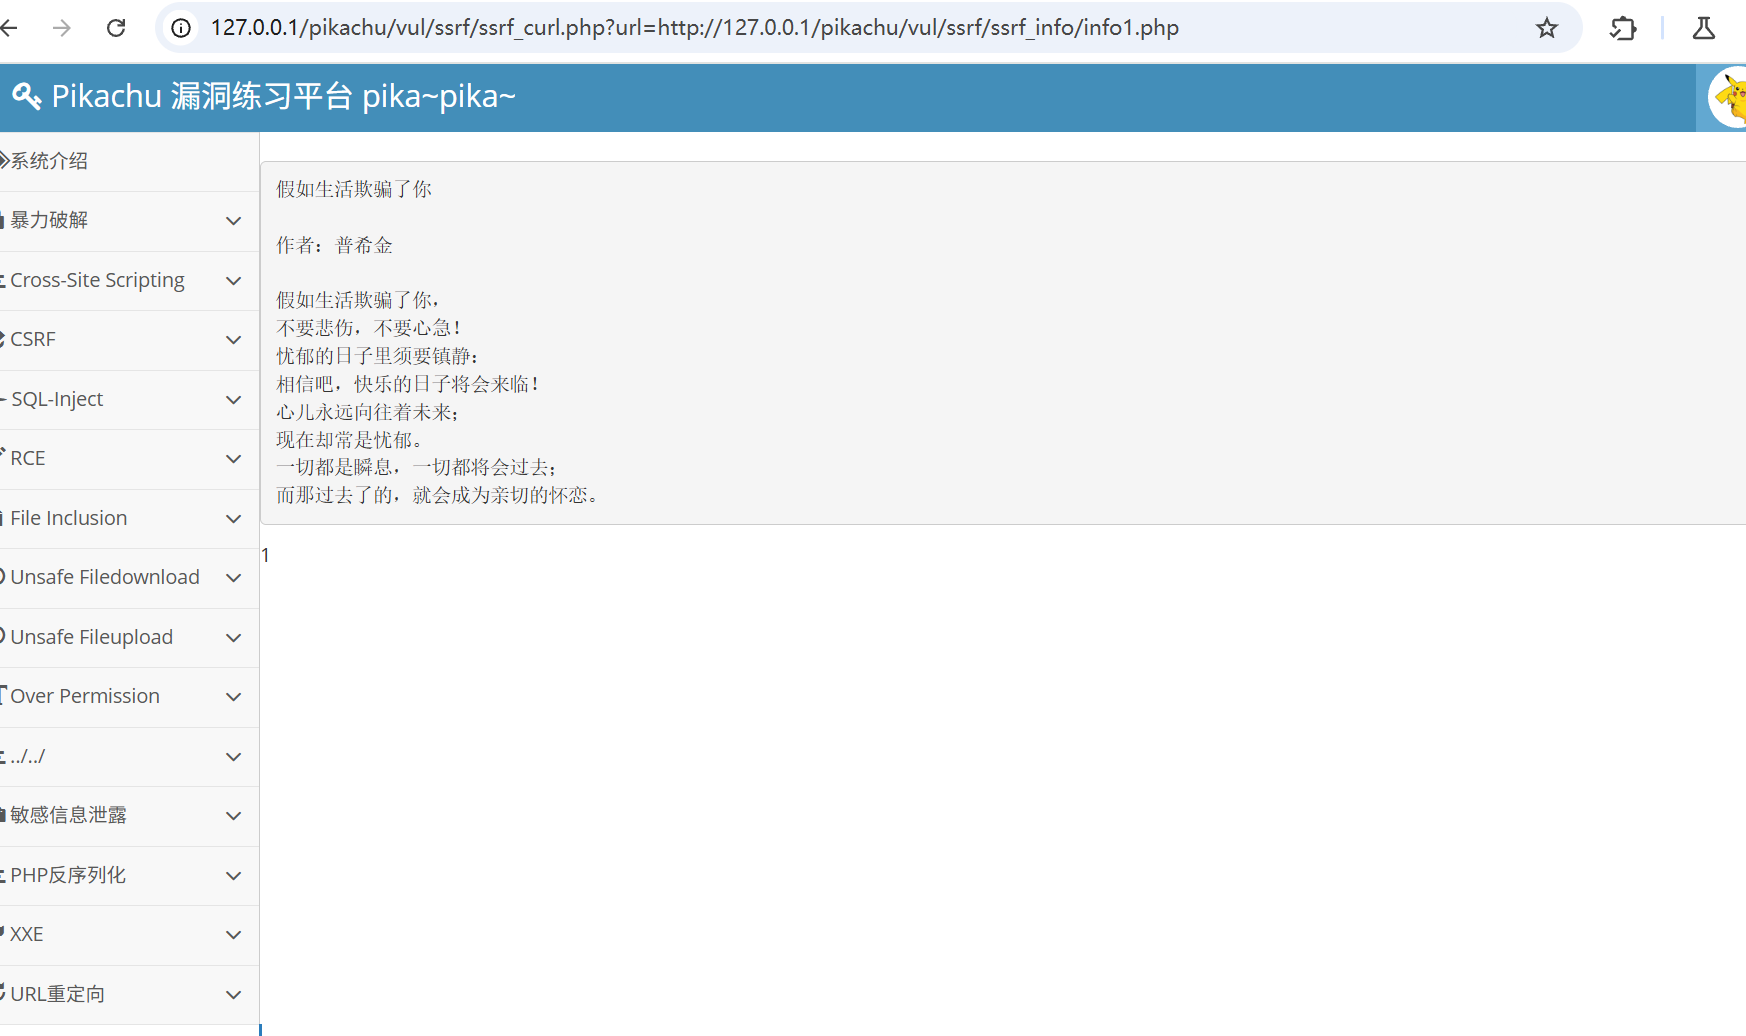 127.0.0.1/pikachu/vul/ssrf/ssrf_curl.php?url=http://127.0.0.1/pikachu/vul/ssrf/ssrf_info/info1.php
Pikachu 漏洞练习平台 pika~pika~
系统介绍
暴力破解
Cross-Site Scripting
CSRF
SQL-Inject
RCE
File Inclusion
Unsafe Filedownload
Unsafe Fileupload
Over Permission
../../
敏感信息泄露
PHP反序列化
XXE
URL重定向
假如生活欺骗了你
作者：普希金
假如生活欺骗了你，
不要悲伤，不要心急！
忧郁的日子里须要镇静：
相信吧，快乐的日子将会来临！
心儿永远向往着未来；
现在却常是忧郁。
一切都是瞬息，一切都将会过去；
而那过去了的，就会成为亲切的怀恋。
1